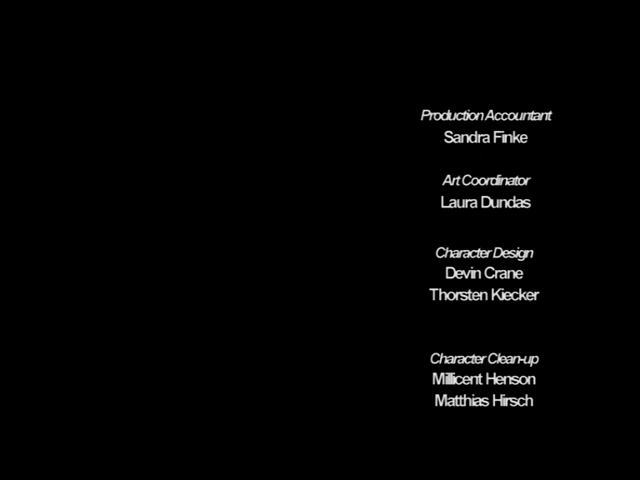 Production Accountant
Sandra Finke
Art Coordinator
Laura Dundas
Character Design
Devin Crane
Thorsten Kiecker
Character Clean-up
Millicent Henson
Matthias Hirsch